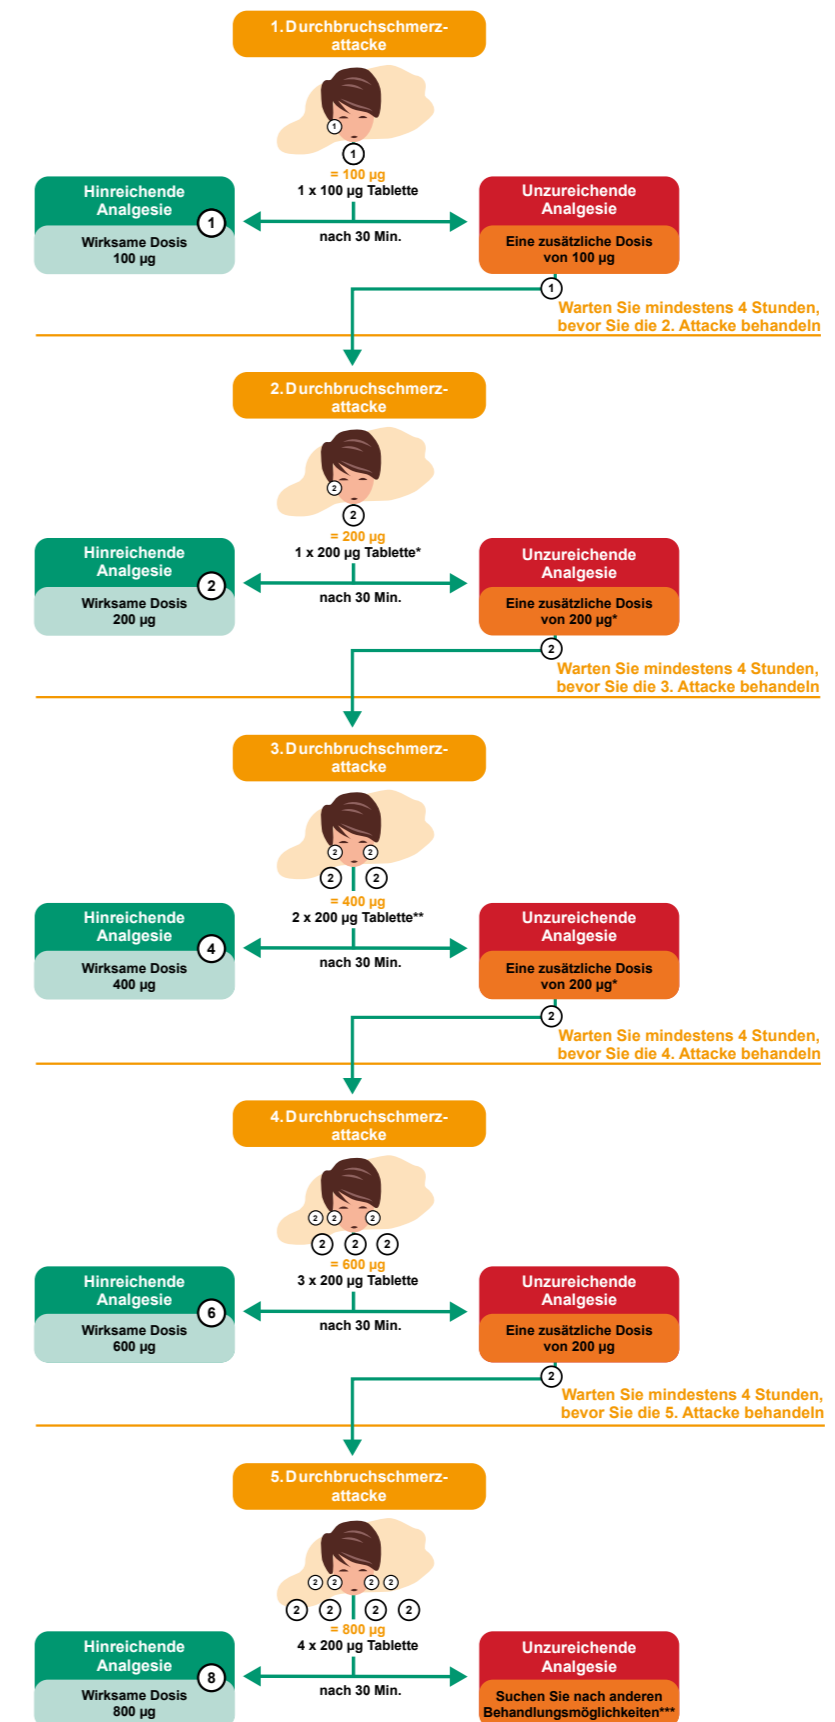 1. Durchbruchschmerz-
attacke
1
1
= 100 µg
1 x 100 µg Tablette
Hinreichende
Analgesie
1
Wirksame Dosis
100 µg
nach 30 Min.
Unzureichende
Analgesie
Eine zusätzliche Dosis
von 100 µg
1
Warten Sie mindestens 4 Stunden,
bevor Sie die 2. Attacke behandeln
2. Durchbruchschmerz-
attacke
2
2
= 200 µg
1 x 200 µg Tablette*
Hinreichende
Analgesie
2
Wirksame Dosis
200 µg
nach 30 Min.
Unzureichende
Analgesie
Eine zusätzliche Dosis
von 200 µg*
2
Warten Sie mindestens 4 Stunden,
bevor Sie die 3. Attacke behandeln
3. Durchbruchschmerz-
attacke
2 2
2 2
= 400 µg
2 x 200 µg Tablette**
Hinreichende
Analgesie
4
Wirksame Dosis
400 µg
nach 30 Min.
Unzureichende
Analgesie
Eine zusätzliche Dosis
von 200 µg*
2
Warten Sie mindestens 4 Stunden,
bevor Sie die 4. Attacke behandeln
4. Durchbruchschmerz-
attacke
2 2 2
2 2 2
= 600 µg
3 x 200 µg Tablette
Hinreichende
Analgesie
6
Wirksame Dosis
600 µg
nach 30 Min.
Unzureichende
Analgesie
Eine zusätzliche Dosis
von 200 µg
2
Warten Sie mindestens 4 Stunden,
bevor Sie die 5. Attacke behandeln
5. Durchbruchschmerz-
attacke
2 2 2 2
2 2 2 2
= 800 µg
4 x 200 µg Tablette
Hinreichende
Analgesie
8
Wirksame Dosis
800 µg
nach 30 Min.
Unzureichende
Analgesie
Suchen Sie nach anderen
Behandlungsmöglichkeiten***